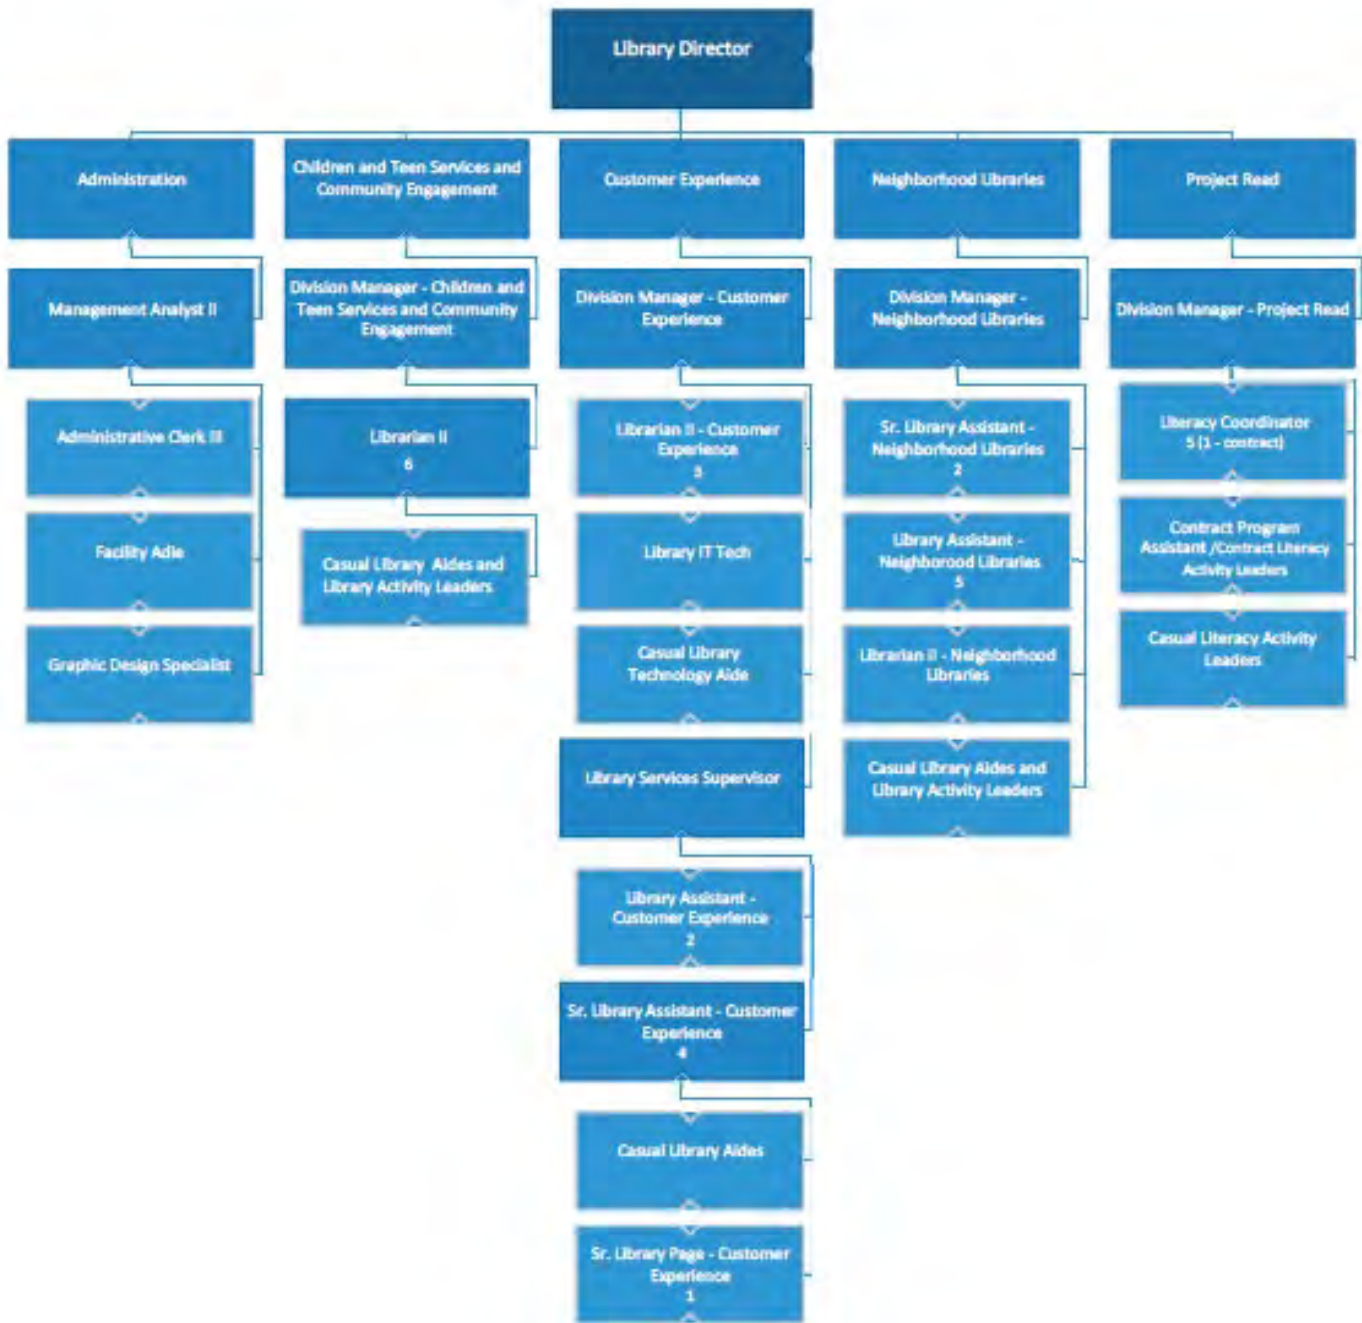 Library Director
Administration
Management Analyst II
Administrative Clerk III
Facility Adie
Graphic Design Specialist
Children and Teen Services and
Community Engagement
Division Manager - Children and
Teen Services and Community
Engagement
Librarian II
6
Casual Library Aides and
Library Activity Leaders
Customer Experience
Division Manager - Customer
Experience
Librarian II - Customer
Experience
3
Library IT Tech
Casual Library
Technology Aide
Library Services Supervisor
Library Assistant -
Customer Experience
2
Sr. Library Assistant - Customer
Experience
4
Casual Library Aides
Sr. Library Page - Customer
Experience
1
Neighborhood Libraries
Division Manager -
Neighborhood Libraries
Sr. Library Assistant -
Neighborhood Libraries
2
Library Assistant -
Neighborood Libraries
5
Librarian II - Neighborhood
Libraries
Casual Library Aides and
Library Activity Leaders
Project Read
Division Manager - Project Read
Literacy Coordinator
5 (1 - contract)
Contract Program
Assistant /Contract Literacy
Activity Leaders
Casual Literacy Activity
Leaders